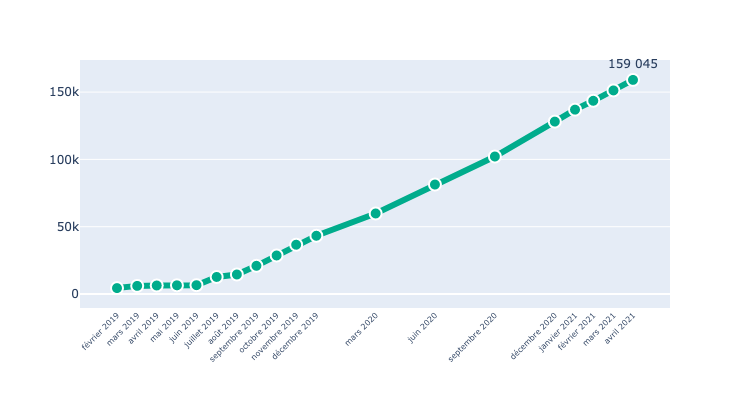 159 045
150k
100k
50k
0
février 2019
mars 2019
avril 2019
mai 2019
juin 2019
juillet 2019
août 2019
septembre 2019
octobre 2019
novembre 2019
décembre 2019
mars 2020
juin 2020
septembre 2020
décembre 2020
janvier 2021
février 2021
mars 2021
avril 2021